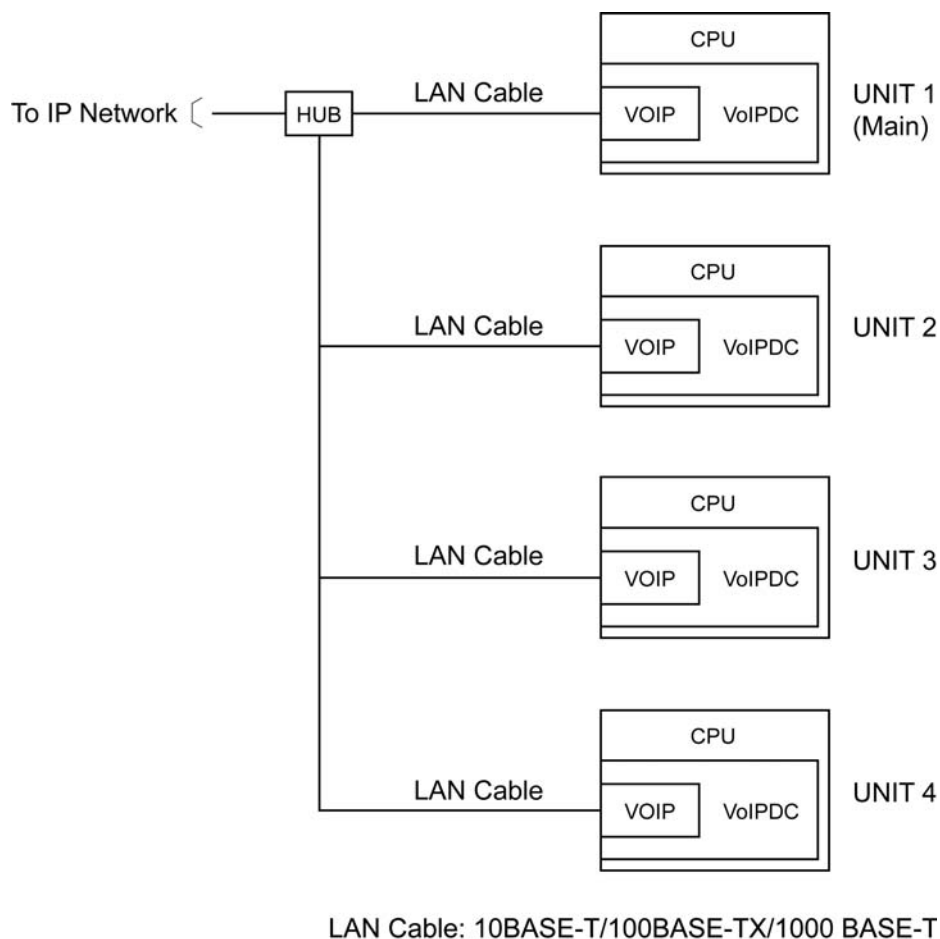 CPU
LAN Cable
UNIT 1
(Main)
To IP Network
HUB
VOIP
VoIPDC
CPU
LAN Cable
UNIT 2
VOIP
VoIPDC
CPU
LAN Cable
UNIT 3
VOIP
VoIPDC
CPU
LAN Cable
UNIT 4
VOIP
VoIPDC
LAN Cable: 10BASE-T/100BASE-TX/1000 BASE-T